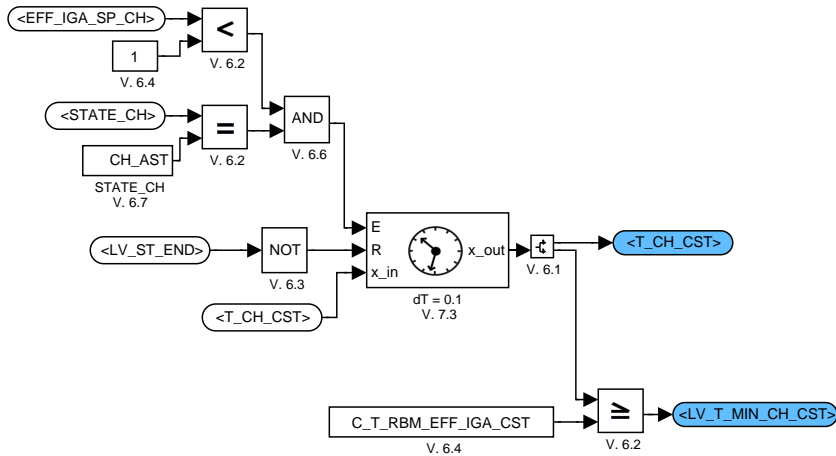 <EFF_IGA_SP_CH>
<
1
V. 6.2
V. 6.4
<STATE_CH>
=
AND
CH_AST
V. 6.2
V. 6.6
STATE_CH
V. 6.7
E
<LV_ST_END>
NOT
R
x_in
x_out
<T_CH_CST>
V. 6.1
V. 6.3
dT = 0.1
V. 7.3
<T_CH_CST>
C_T_RBM_EFF_IGA_CST
≥
<LV_T_MIN_CH_CST>
V. 6.4
V. 6.2